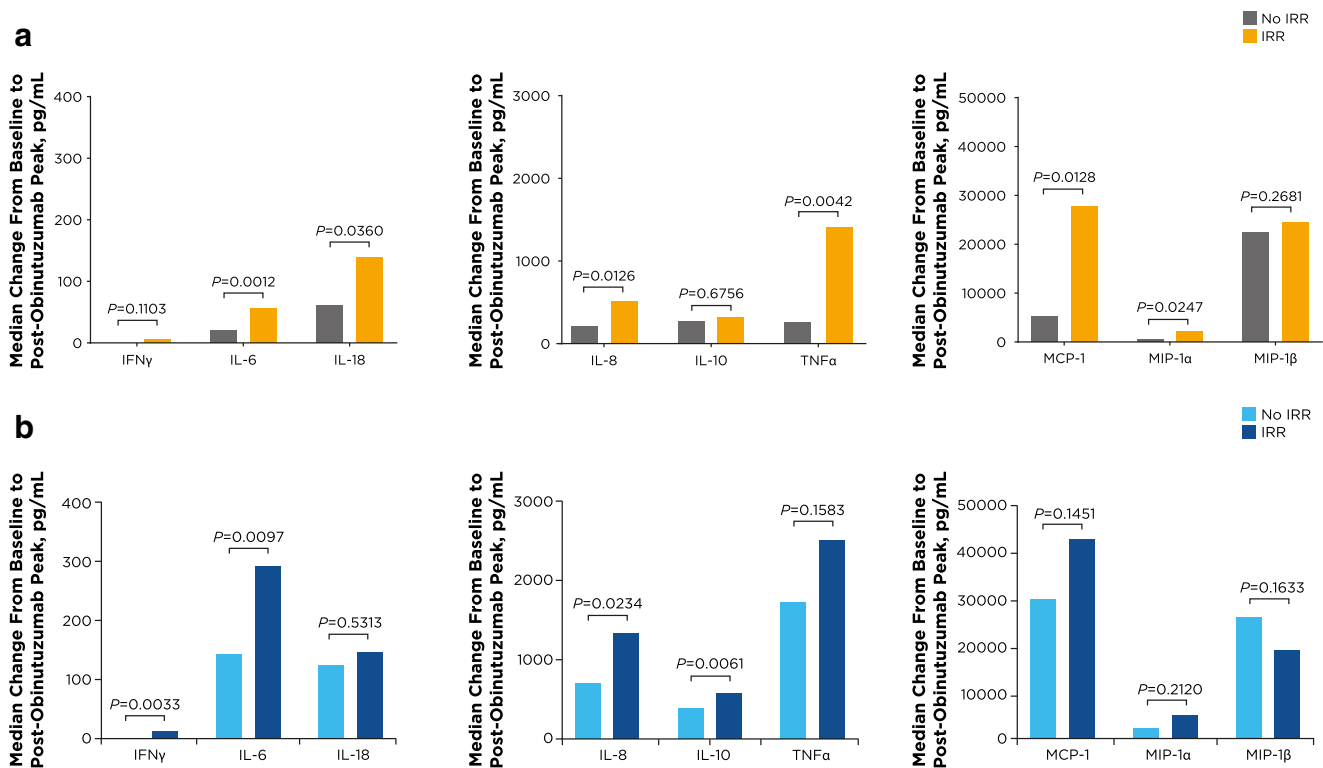 a
No IRR
IRR
Median Change From Baseline to
Post-Obinutuzumab Peak, pg/mL
400
300
200
100
0
P=0.1103
P=0.0012
P=0.0360
IFNγ
IL-6
IL-18
Median Change From Baseline to
Post-Obinutuzumab Peak, pg/mL
3000
2000
1000
0
P=0.0126
P=0.6756
P=0.0042
IL-8
IL-10
TNFα
Median Change From Baseline to
Post-Obinutuzumab Peak, pg/mL
50000
40000
30000
20000
10000
0
P=0.0128
P=0.0247
P=0.2681
MCP-1
MIP-1α
MIP-1β
b
No IRR
IRR
Median Change From Baseline to
Post-Obinutuzumab Peak, pg/mL
400
300
200
100
0
P=0.0033
P=0.0097
P=0.5313
IFNγ
IL-6
IL-18
Median Change From Baseline to
Post-Obinutuzumab Peak, pg/mL
3000
2000
1000
0
P=0.0234
P=0.0061
P=0.1583
IL-8
IL-10
TNFα
Median Change From Baseline to
Post-Obinutuzumab Peak, pg/mL
50000
40000
30000
20000
10000
0
P=0.1451
P=0.2120
P=0.1633
MCP-1
MIP-1α
MIP-1β